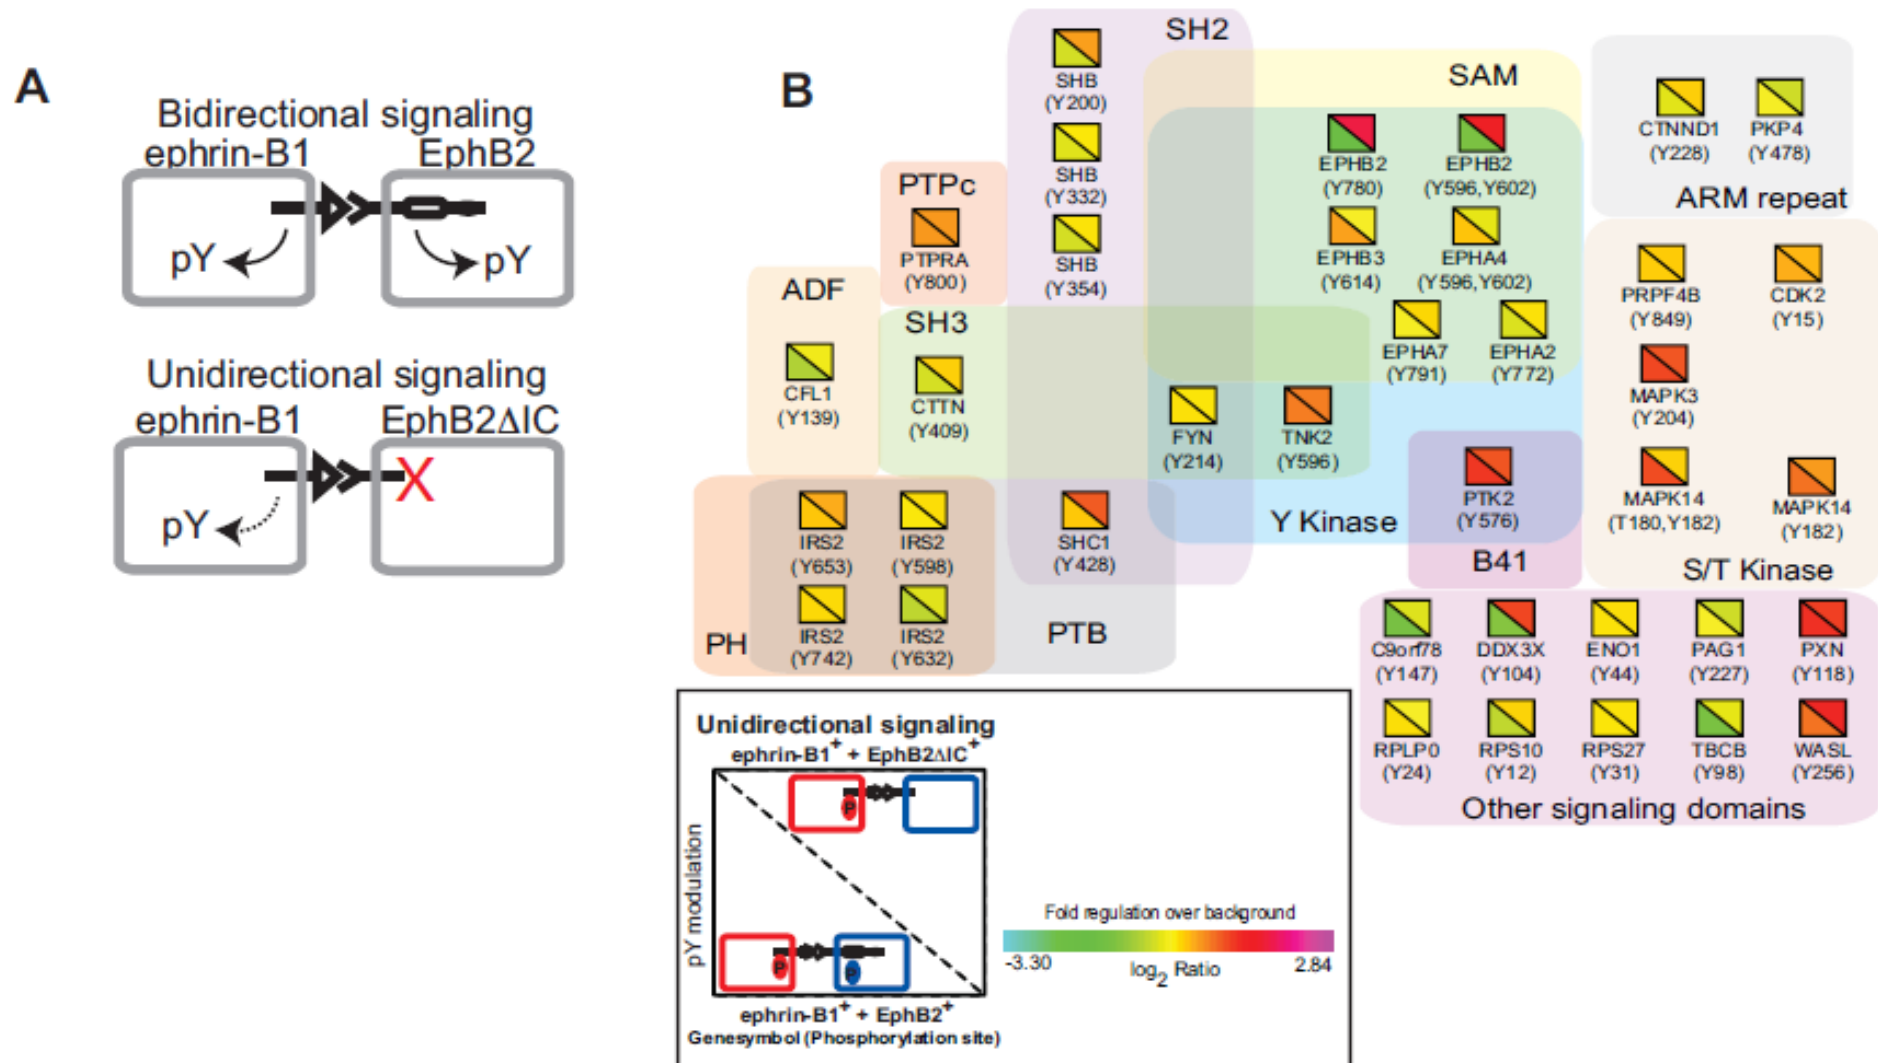 A
Bidirectional signaling
ephrin-B1 EphB2
pY pY
Unidirectional signaling
ephrin-B1 EphB2ΔIC
X
pY
B
SH2
SHB
(Y200)
SHB
(Y332)
SHB
(Y354)
SAM
EPHB2
(Y780)
EPHB2
(Y596,Y602)
EPHB3
(Y614)
EPHA4
(Y596,Y602)
EPHA7
(Y791)
EPHA2
(Y772)
CTNND1
(Y228)
PKP4
(Y478)
ARM repeat
PTPc
PTPRA
(Y800)
ADF
CFL1
(Y139)
SH3
CTTN
(Y409)
FYN
(Y214)
TNK2
(Y596)
Y Kinase
PTK2
(Y576)
B41
PRPF4B
(Y849)
CDK2
(Y15)
MAPK3
(Y204)
MAPK14
(T180,Y182)
MAPK14
(Y182)
S/T Kinase
IRS2
(Y653)
IRS2
(Y598)
IRS2
(Y742)
IRS2
(Y632)
PH
SHC1
(Y428)
PTB
C9orf78
(Y147)
DDX3X
(Y104)
ENO1
(Y44)
PAG1
(Y227)
PXN
(Y118)
RPLP0
(Y24)
RPS10
(Y12)
RPS27
(Y31)
TBCB
(Y98)
WASL
(Y256)
Other signaling domains
Unidirectional signaling
ephrin-B1+ + EphB2ΔIC+
P
pY modulation
P P
ephrin-B1+ + EphB2+
Genesymbol (Phosphorylation site)
Fold regulation over background
-3.30 log2 Ratio 2.84